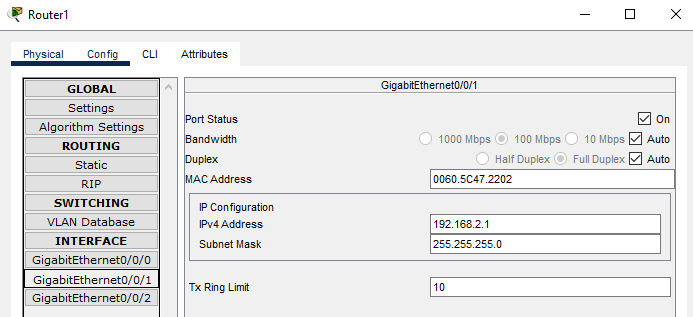 Router1
Physical Config CLI Attributes
GLOBAL
Settings
Algorithm Settings
ROUTING
Static
RIP
SWITCHING
VLAN Database
INTERFACE
GigabitEthernet0/0/0
GigabitEthernet0/0/1
GigabitEthernet0/0/2
GigabitEthernet0/0/1
Port Status On
Bandwidth 1000 Mbps 100 Mbps 10 Mbps Auto
Duplex Half Duplex Full Duplex Auto
MAC Address 0060.5C47.2202
IP Configuration
IPv4 Address 192.168.2.1
Subnet Mask 255.255.255.0
Tx Ring Limit 10